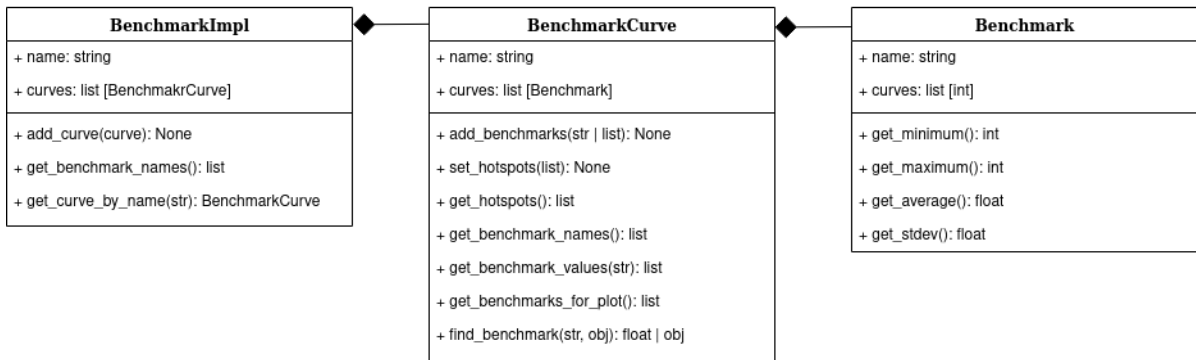 BenchmarkImpl
+ name: string
+ curves: list [BenchmakrCurve]
+ add_curve(curve): None
+ get_benchmark_names(): list
+ get_curve_by_name(str): BenchmarkCurve
BenchmarkCurve
+ name: string
+ curves: list [Benchmark]
+ add_benchmarks(str | list): None
+ set_hotspots(list): None
+ get_hotspots(): list
+ get_benchmark_names(): list
+ get_benchmark_values(str): list
+ get_benchmarks_for_plot(): list
+ find_benchmark(str, obj): float | obj
Benchmark
+ name: string
+ curves: list [int]
+ get_minimum(): int
+ get_maximum(): int
+ get_average(): float
+ get_stdev(): float